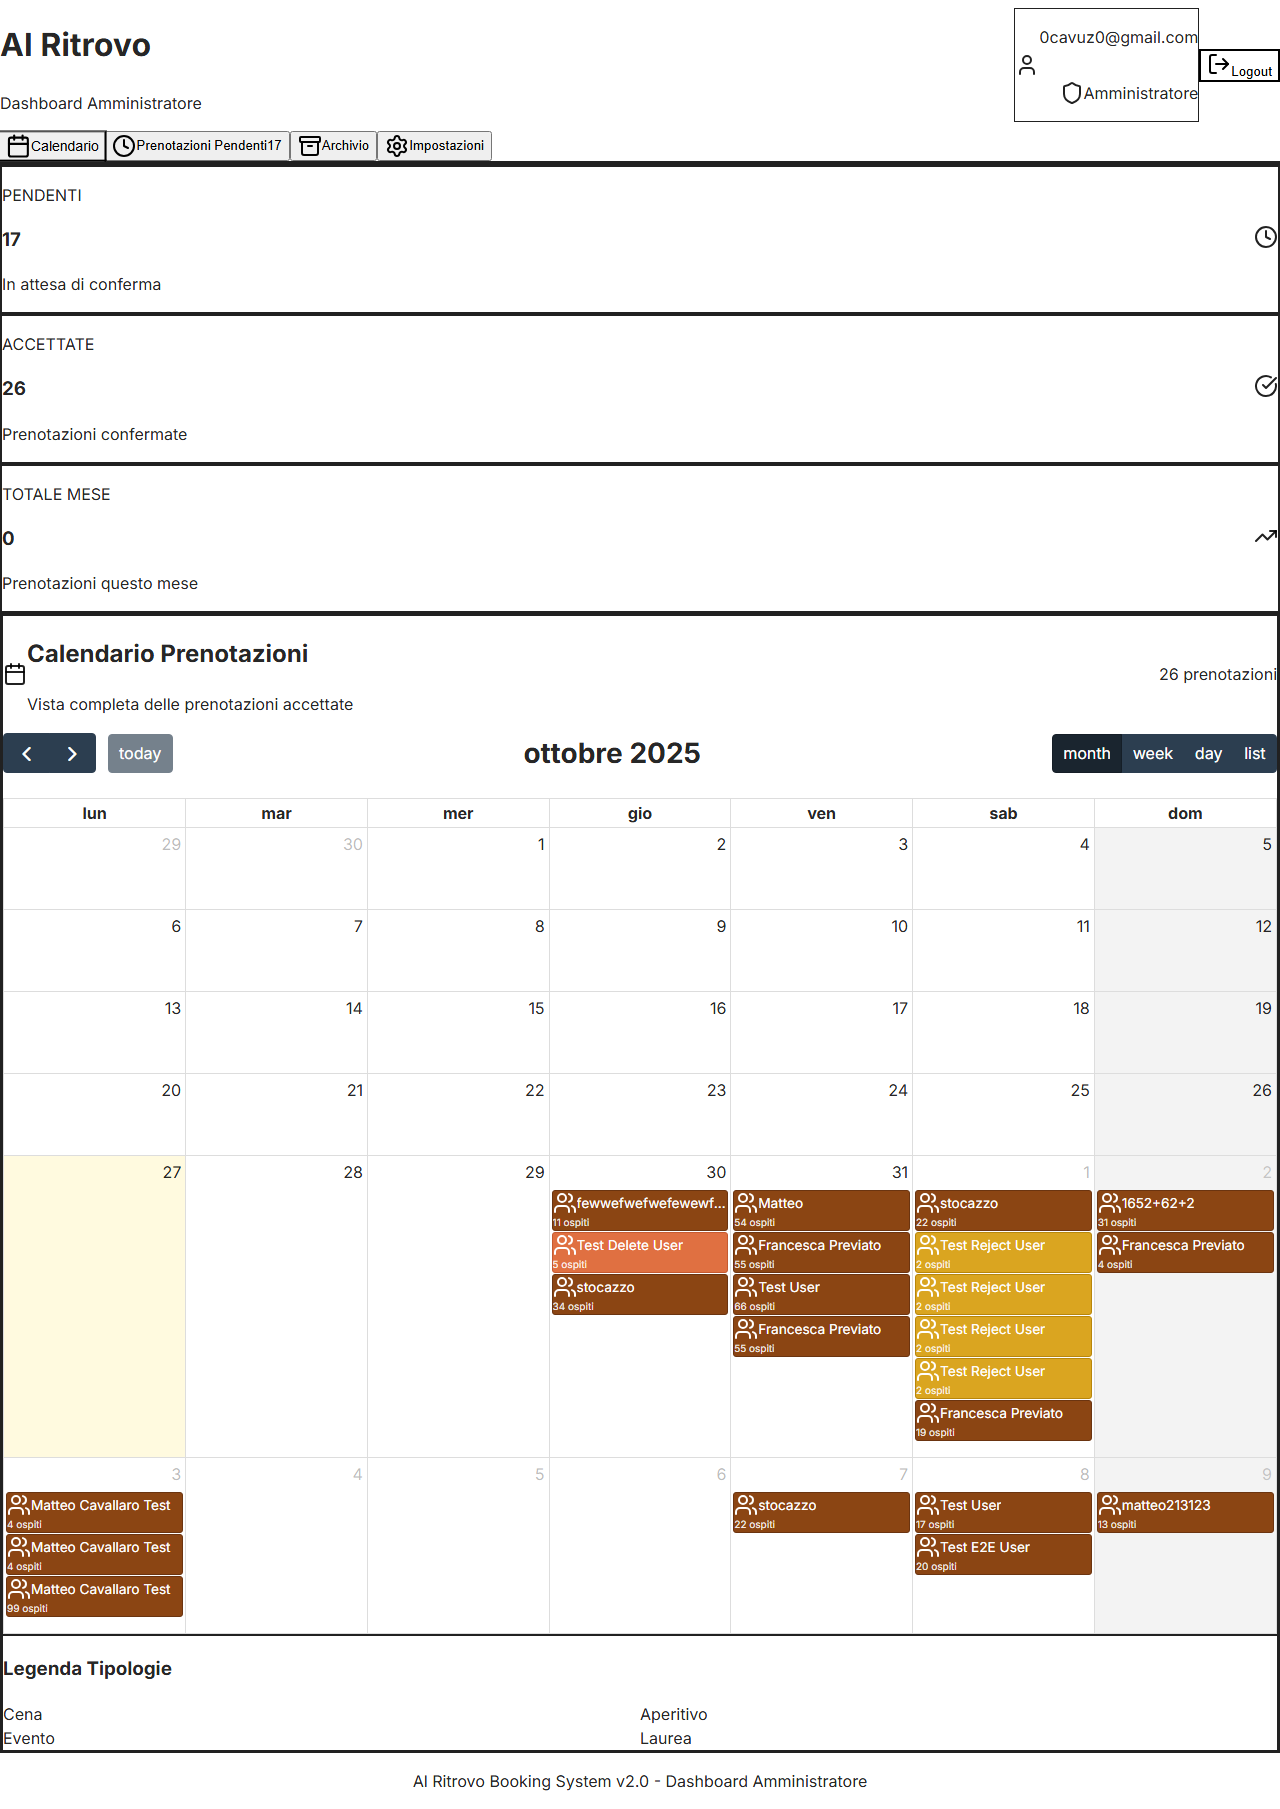 Al Ritrovo
Dashboard Amministratore
0cavuz0@gmail.com
Amministratore
Logout
Calendario
Prenotazioni Pendenti17
Archivio
Impostazioni
PENDENTI
17
In attesa di conferma
ACCETTATE
26
Prenotazioni confermate
TOTALE MESE
0
Prenotazioni questo mese
Calendario Prenotazioni
Vista completa delle prenotazioni accettate
26 prenotazioni
today
ottobre 2025
month week day list
lun mar mer gio ven sab dom
29 30 1 2 3 4 5
6 7 8 9 10 11 12
13 14 15 16 17 18 19
20 21 22 23 24 25 26
27 28 29 30 31 1 2
fewwefwefwefewewf...
11 ospiti
Test Delete User
5 ospiti
stocazzo
34 ospiti
Matteo
54 ospiti
Francesca Previato
55 ospiti
Test User
66 ospiti
Francesca Previato
55 ospiti
stocazzo
22 ospiti
Test Reject User
2 ospiti
Test Reject User
2 ospiti
Test Reject User
2 ospiti
Test Reject User
2 ospiti
Francesca Previato
19 ospiti
1652+62+2
31 ospiti
Francesca Previato
4 ospiti
3 4 5 6 7 8 9
Matteo Cavallaro Test
4 ospiti
Matteo Cavallaro Test
4 ospiti
Matteo Cavallaro Test
99 ospiti
stocazzo
22 ospiti
Test User
17 ospiti
Test E2E User
20 ospiti
matteo213123
13 ospiti
Legenda Tipologie
Cena
Aperitivo
Evento
Laurea
Al Ritrovo Booking System v2.0 - Dashboard Amministratore